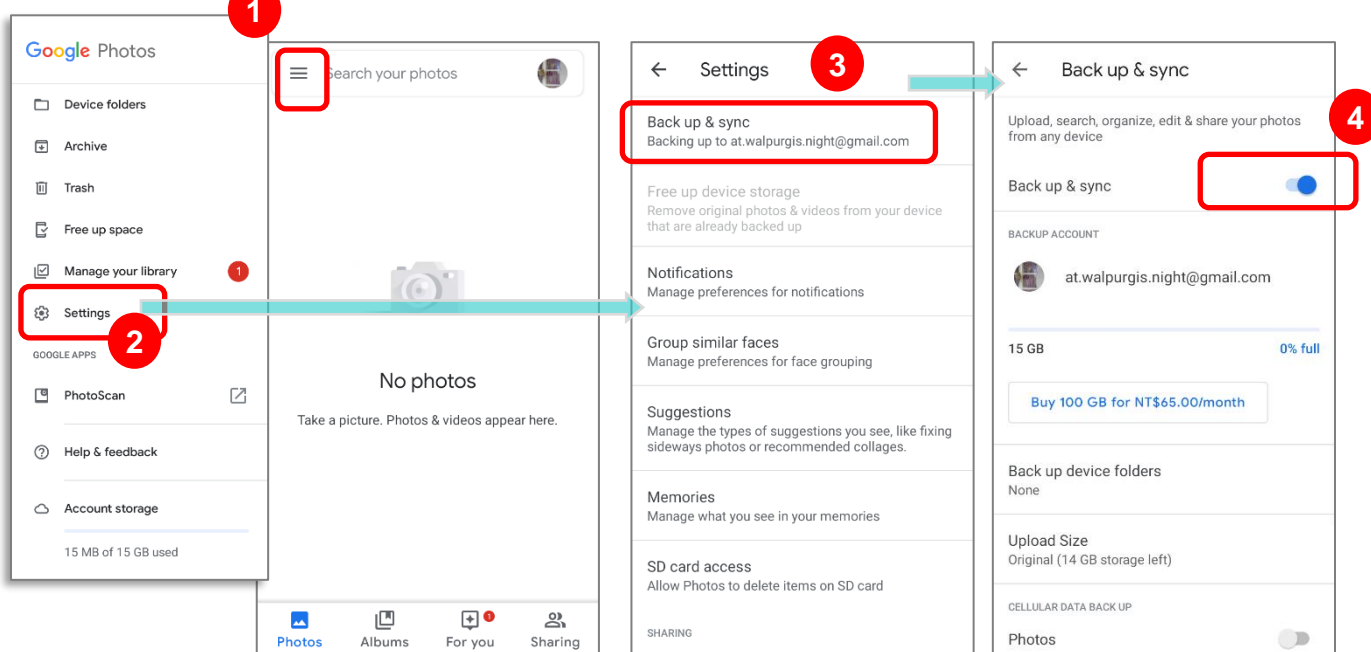 1
Google Photos
Device folders
Archive
Trash
Free up space
Manage your library
1
Settings
2
GOOGLE APPS
PhotoScan
Help & feedback
Account storage
15 MB of 15 GB used
Search your photos
No photos
Take a picture. Photos & videos appear here.
Photos
Albums
For you
1
Sharing
3
Settings
Back up & sync
Backing up to at.walpurgis.night@gmail.com
Free up device storage
Remove original photos & videos from your device
that are already backed up
Notifications
Manage preferences for notifications
Group similar faces
Manage preferences for face grouping
Suggestions
Manage the types of suggestions you see, like fixing
sideways photos or recommended collages.
Memories
Manage what you see in your memories
SD card access
Allow Photos to delete items on SD card
SHARING
Back up & sync
4
Upload, search, organize, edit & share your photos
from any device
Back up & sync
BACKUP ACCOUNT
at.walpurgis.night@gmail.com
15 GB
0% full
Buy 100 GB for NT$65.00/month
Back up device folders
None
Upload Size
Original (14 GB storage left)
CELLULAR DATA BACK UP
Photos